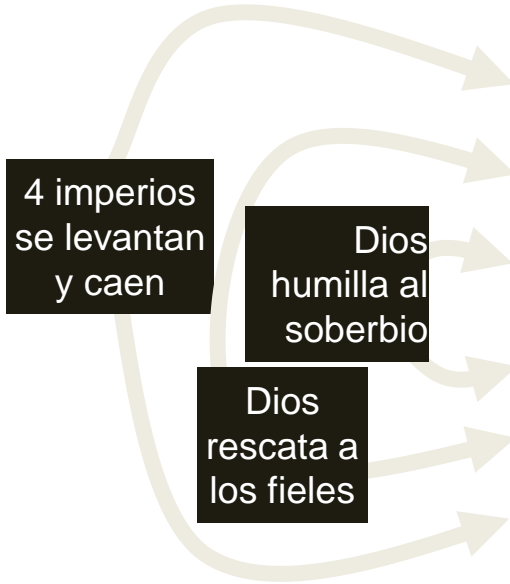 4 imperios
se levantan
y caen
Dios
humilla al
soberbio
Dios
rescata a
los fieles